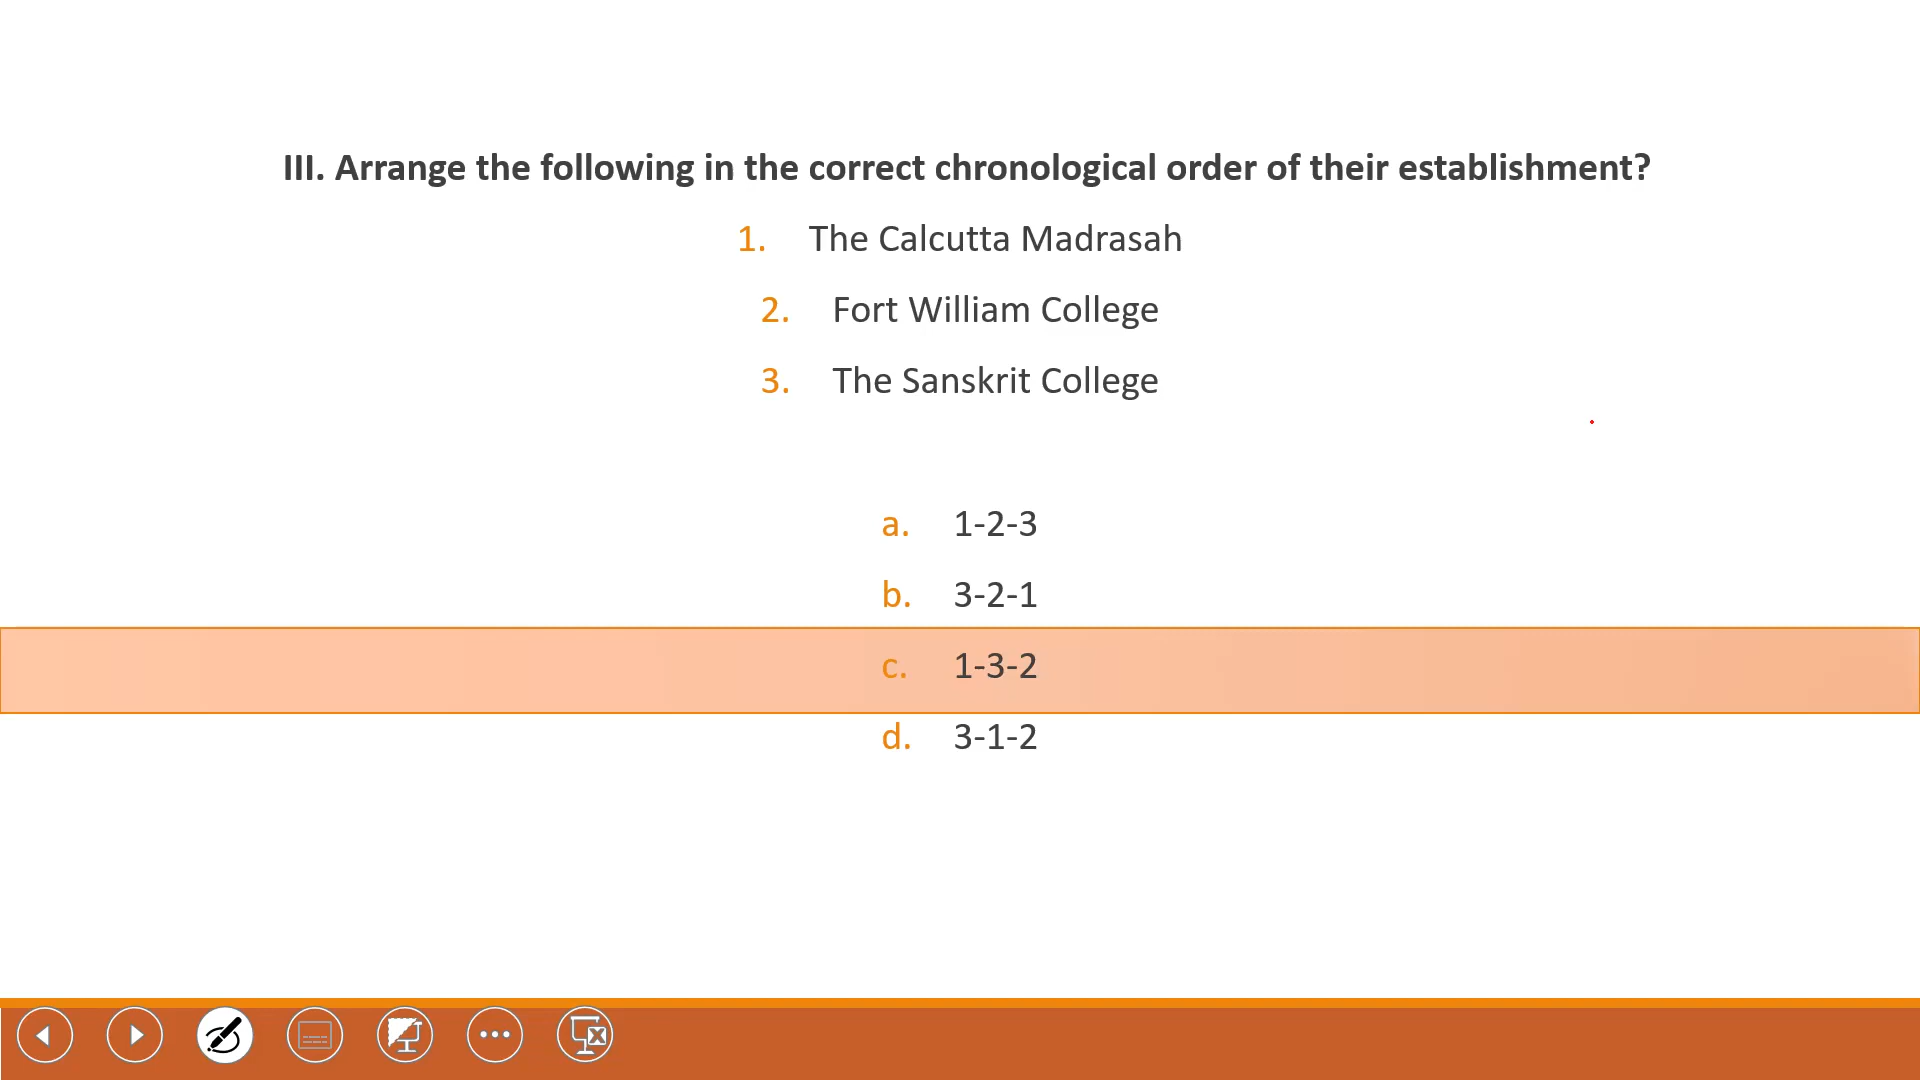 III. Arrange the following in the correct chronological order of their establishment?
1. The Calcutta Madrasah
2. Fort William College
3. The Sanskrit College
a. 1-2-3
b. 3-2-1
c. 1-3-2
d. 3-1-2